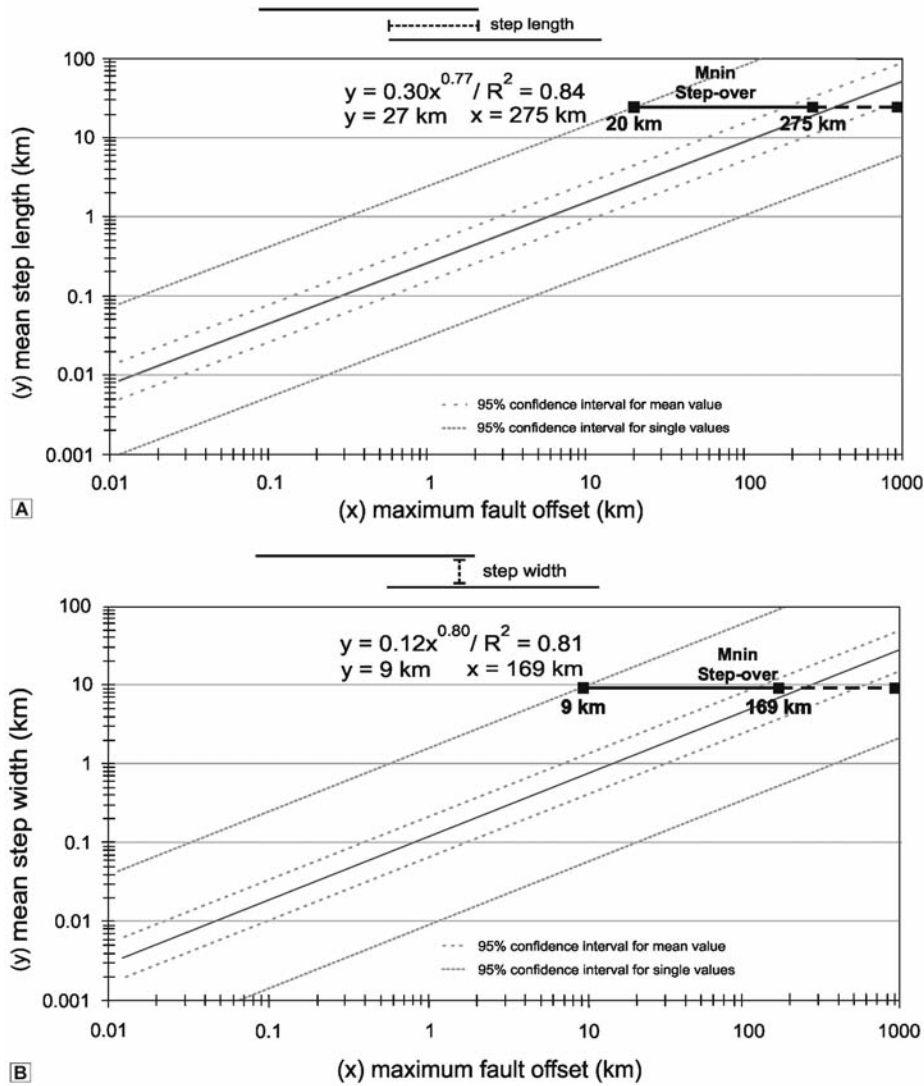 step length
100
10
1
0.1
0.01
0.001
(y) mean step length (km)
y = 0.30x^0.77/ R^2 = 0.84
y = 27 km x = 275 km
Mnin
Step-over
20 km 275 km
95% confidence interval for mean value
95% confidence interval for single values
0.01 0.1 1 10 100 1000
A
(x) maximum fault offset (km)
step width
100
10
1
0.1
0.01
0.001
(y) mean step width (km)
y = 0.12x^0.80/ R^2 = 0.81
y = 9 km x = 169 km
Mnin
Step-over
9 km 169 km
95% confidence interval for mean value
95% confidence interval for single values
0.01 0.1 1 10 100 1000
B
(x) maximum fault offset (km)